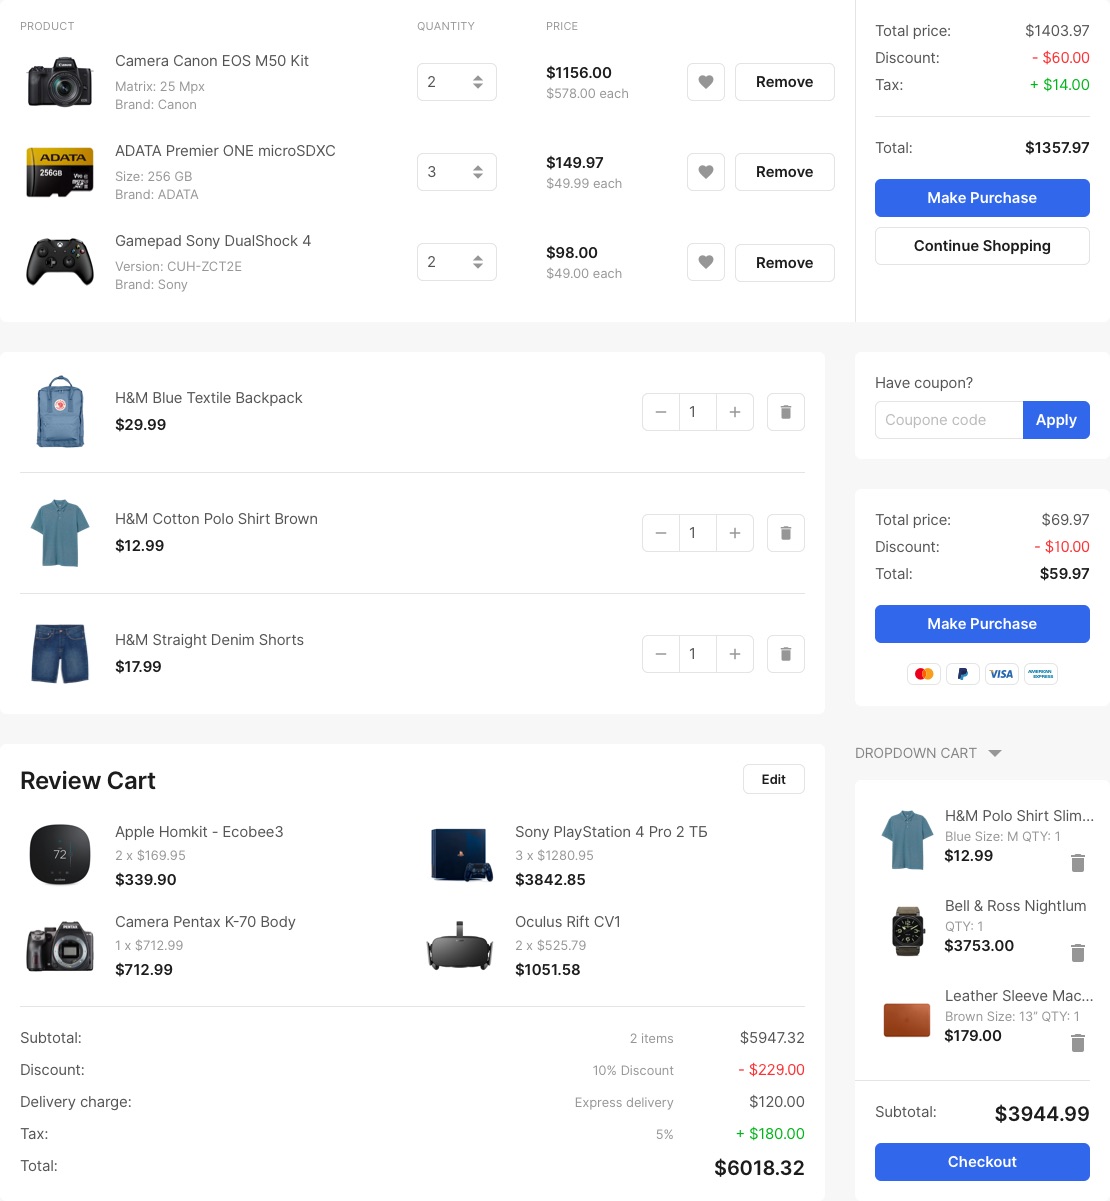 PRODUCT QUANTITY PRICE
Camera Canon EOS M50 Kit
Matrix: 25 Mpx
Brand: Canon
2
$1156.00
$578.00 each
Remove
ADATA
256GB
ADATA Premier ONE microSDXC
Size: 256 GB
Brand: ADATA
3
$149.97
$49.99 each
Remove
Gamepad Sony DualShock 4
Version: CUH-ZCT2E
Brand: Sony
2
$98.00
$49.00 each
Remove
Total price: $1403.97
Discount: - $60.00
Tax: + $14.00
Total: $1357.97
Make Purchase
Continue Shopping
H&M Blue Textile Backpack
$29.99
− 1 +
H&M Cotton Polo Shirt Brown
$12.99
− 1 +
H&M Straight Denim Shorts
$17.99
− 1 +
Have coupon?
Coupone code Apply
Total price: $69.97
Discount: - $10.00
Total: $59.97
Make Purchase
VISA
AMERICAN
EXPRESS
Review Cart
Edit
72
Apple Homkit - Ecobee3
2 x $169.95
$339.90
Sony PlayStation 4 Pro 2 ТБ
3 x $1280.95
$3842.85
PENTAX
Camera Pentax K-70 Body
1 x $712.99
$712.99
Oculus Rift CV1
2 x $525.79
$1051.58
Subtotal: 2 items $5947.32
Discount: 10% Discount - $229.00
Delivery charge: Express delivery $120.00
Tax: 5% + $180.00
Total: $6018.32
DROPDOWN CART
H&M Polo Shirt Slim...
Blue Size: M QTY: 1
$12.99
Bell & Ross Nightlum
QTY: 1
$3753.00
Leather Sleeve Mac...
Brown Size: 13” QTY: 1
$179.00
Subtotal: $3944.99
Checkout